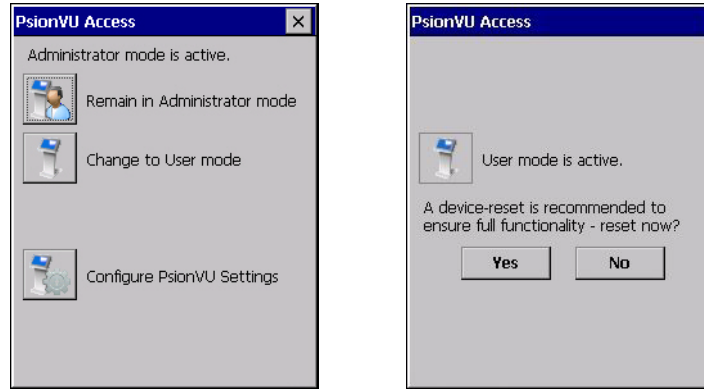 PsionVU Access
Administrator mode is active.
Remain in Administrator mode
Change to User mode
Configure PsionVU Settings
PsionVU Access
User mode is active.
A device-reset is recommended to
ensure full functionality - reset now?
Yes No